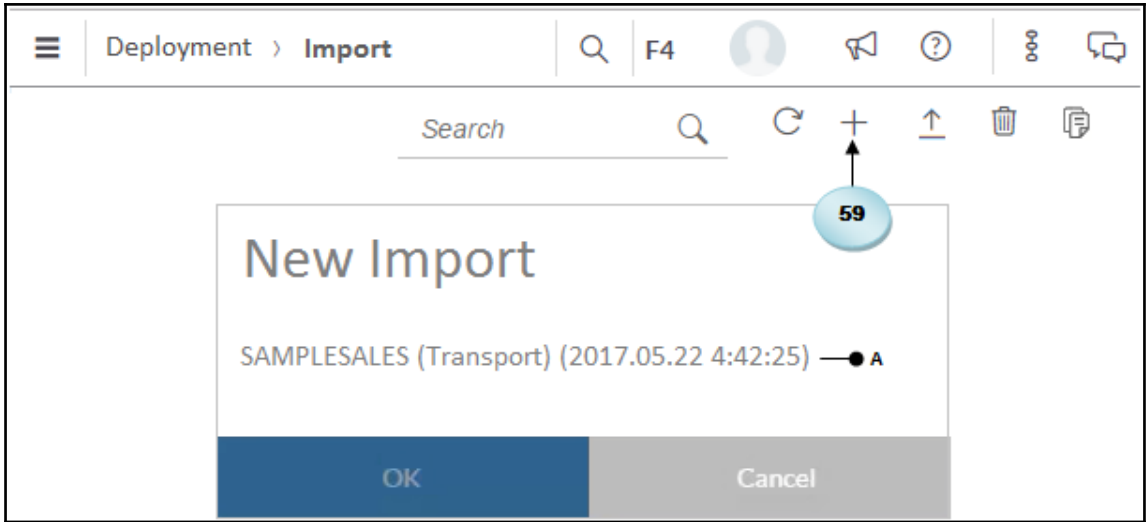 Deployment > Import F4
Search
59
New Import
SAMPLESALES (Transport) (2017.05.22 4:42:25) A
OK Cancel